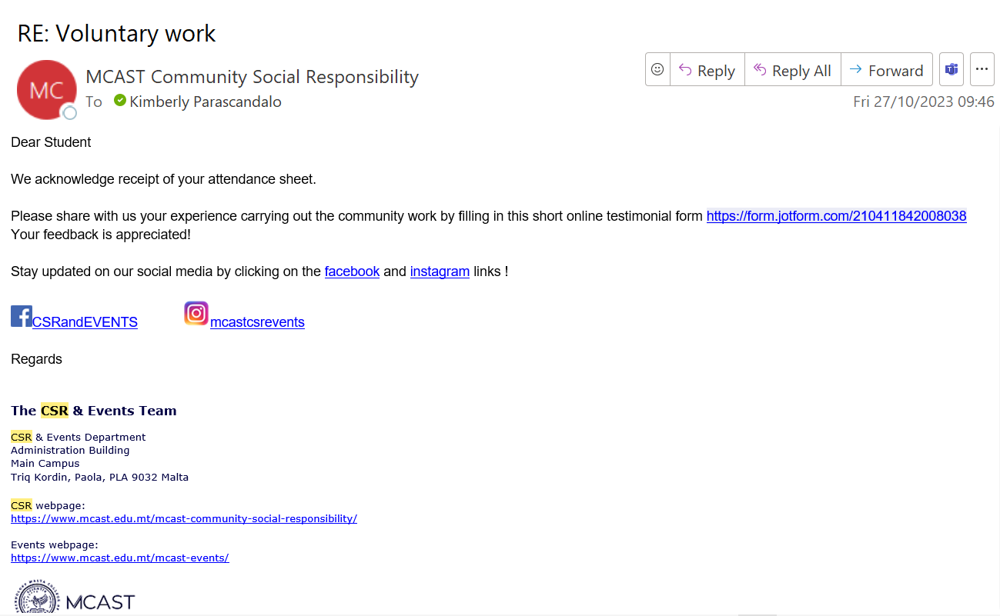 RE: Voluntary work
MC
MCAST Community Social Responsibility
Reply
Reply All
Forward
To Kimberly Parascandalo
Fri 27/10/2023 09:46
Dear Student
We acknowledge receipt of your attendance sheet.
Please share with us your experience carrying out the community work by filling in this short online testimonial form https://form.jotform.com/210411842008038
Your feedback is appreciated!
Stay updated on our social media by clicking on the facebook and instagram links !
CSRandEVENTS mcastcsrevents
Regards
The CSR & Events Team
CSR & Events Department
Administration Building
Main Campus
Triq Kordin, Paola, PLA 9032 Malta
CSR webpage:
https://www.mcast.edu.mt/mcast-community-social-responsibility/
Events webpage:
https://www.mcast.edu.mt/mcast-events/
MCAST